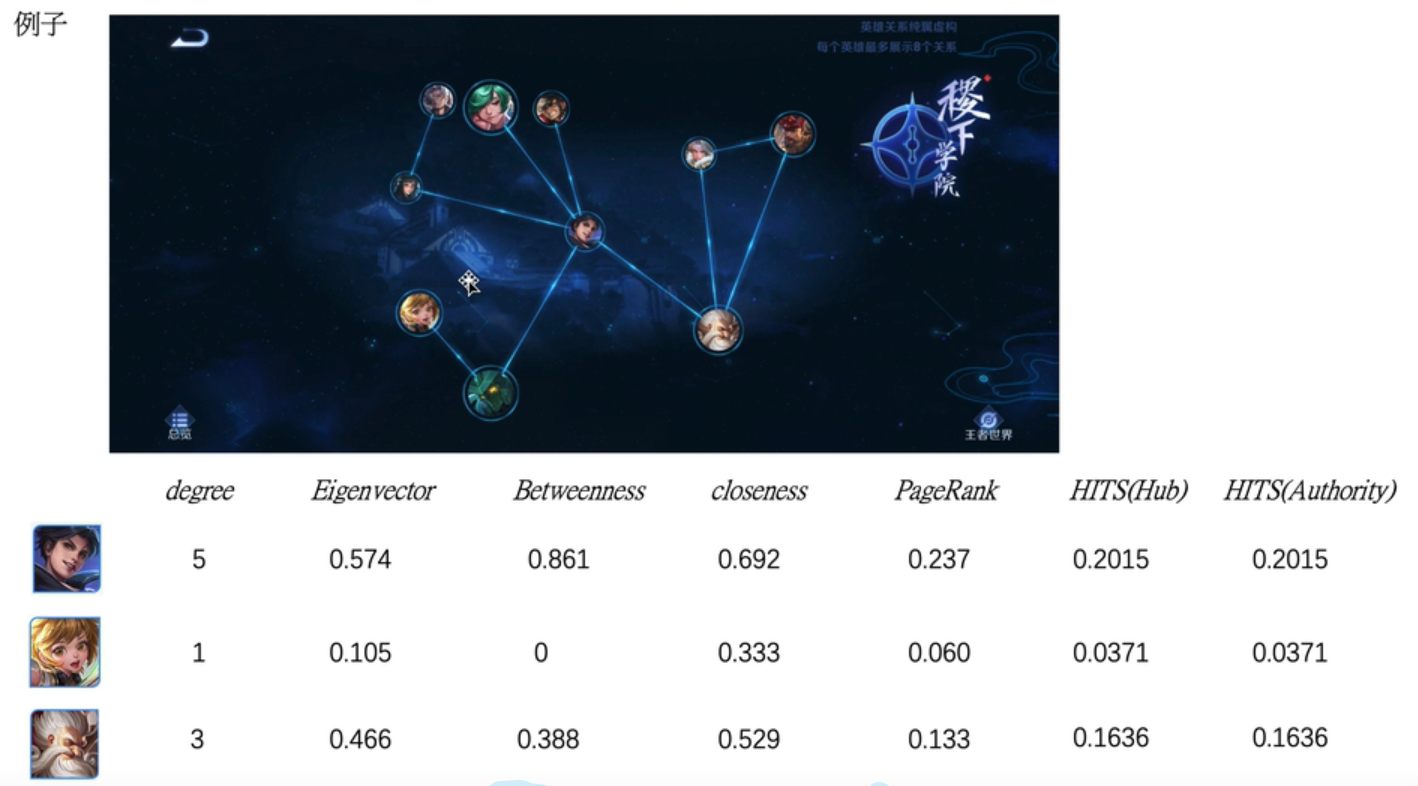 例子
英雄关系纯属虚构
每个英雄最多展示8个关系
稷下学院
总览
王者世界
degree Eigenvector Betweenness closeness PageRank HITS(Hub) HITS(Authority)
5 0.574 0.861 0.692 0.237 0.2015 0.2015
1 0.105 0 0.333 0.060 0.0371 0.0371
3 0.466 0.388 0.529 0.133 0.1636 0.1636